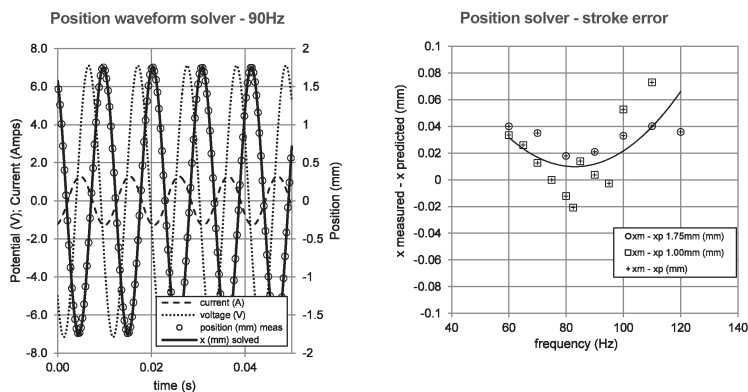 Position waveform solver - 90Hz
8.0
6.0
4.0
2.0
0.0
-2.0
-4.0
-6.0
-8.0
Potential (V); Current (Amps)
2
1.5
1
0.5
0
-0.5
-1
-1.5
-2
Position (mm)
current (A)
voltage (V)
position (mm) meas
x (mm) solved
0.00
0.02
0.04
time (s)
Position solver - stroke error
0.1
0.08
0.06
0.04
0.02
0
-0.02
-0.04
-0.06
-0.08
-0.1
x measured - x predicted (mm)
xm - xp 1.75mm (mm)
xm - xp 1.00mm (mm)
xm - xp (mm)
40
60
80
100
120
140
frequency (Hz)